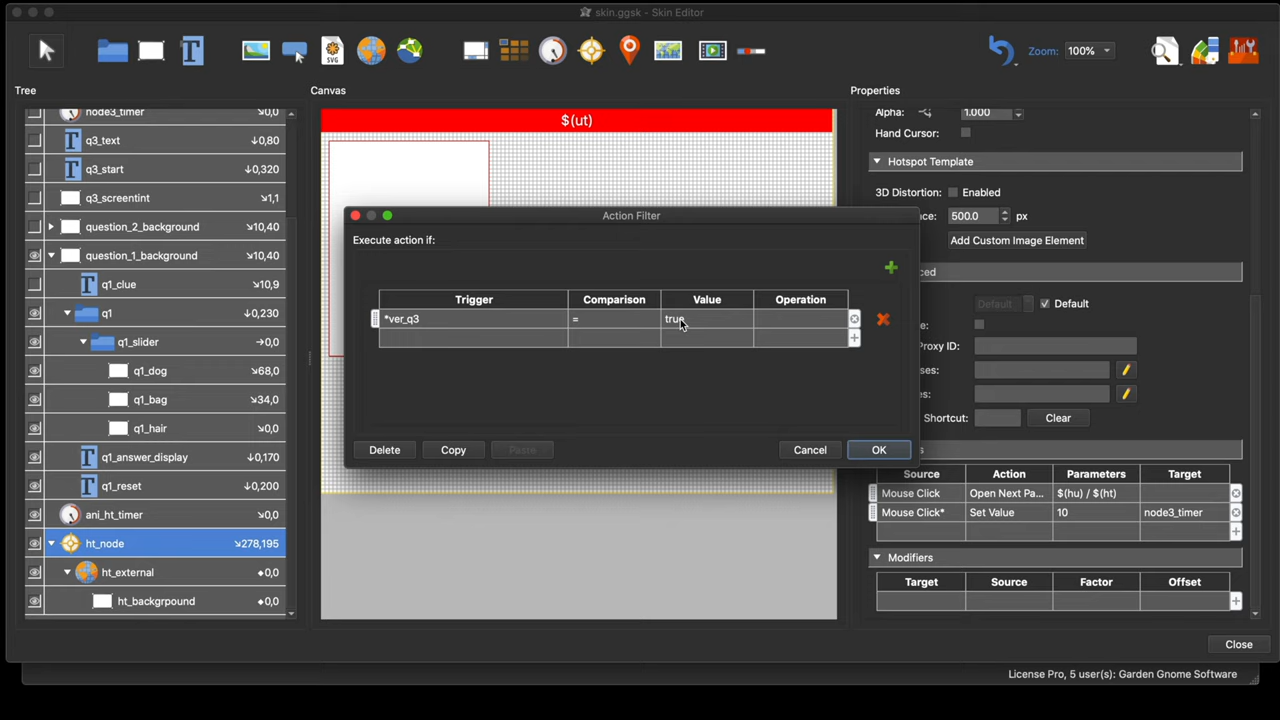 skin.ggsk - Skin Editor
T
SVG
Zoom: 100%
Tree
Canvas
Properties
node3_timer ↘0,0
T q3_text ↓0,80
T q3_start ↓0,320
q3_screentint ↘1,1
question_2_background ↘10,40
question_1_background ↘10,40
T q1_clue ↘10,9
q1 ↓0,230
q1_slider →0,0
q1_dog ↘68,0
q1_bag ↘34,0
q1_hair ↘0,0
T q1_answer_display ↓0,170
T q1_reset ↓0,200
ani_ht_timer ↘0,0
ht_node ↘278,195
ht_external ⬥0,0
ht_backgrpound ⬥0,0
$(ut)
Action Filter
Execute action if:
Trigger Comparison Value Operation
*ver_q3 = true
Delete Copy Paste Cancel OK
Alpha: 1.000
Hand Cursor:
Hotspot Template
3D Distortion: Enabled
nce: 500.0 px
Add Custom Image Element
ced
Default Default
e:
Proxy ID:
ses:
es:
Shortcut: Clear
s
Source Action Parameters Target
Mouse Click Open Next Pa... $(hu) / $(ht)
Mouse Click* Set Value 10 node3_timer
Modifiers
Target Source Factor Offset
Close
License Pro, 5 user(s): Garden Gnome Software